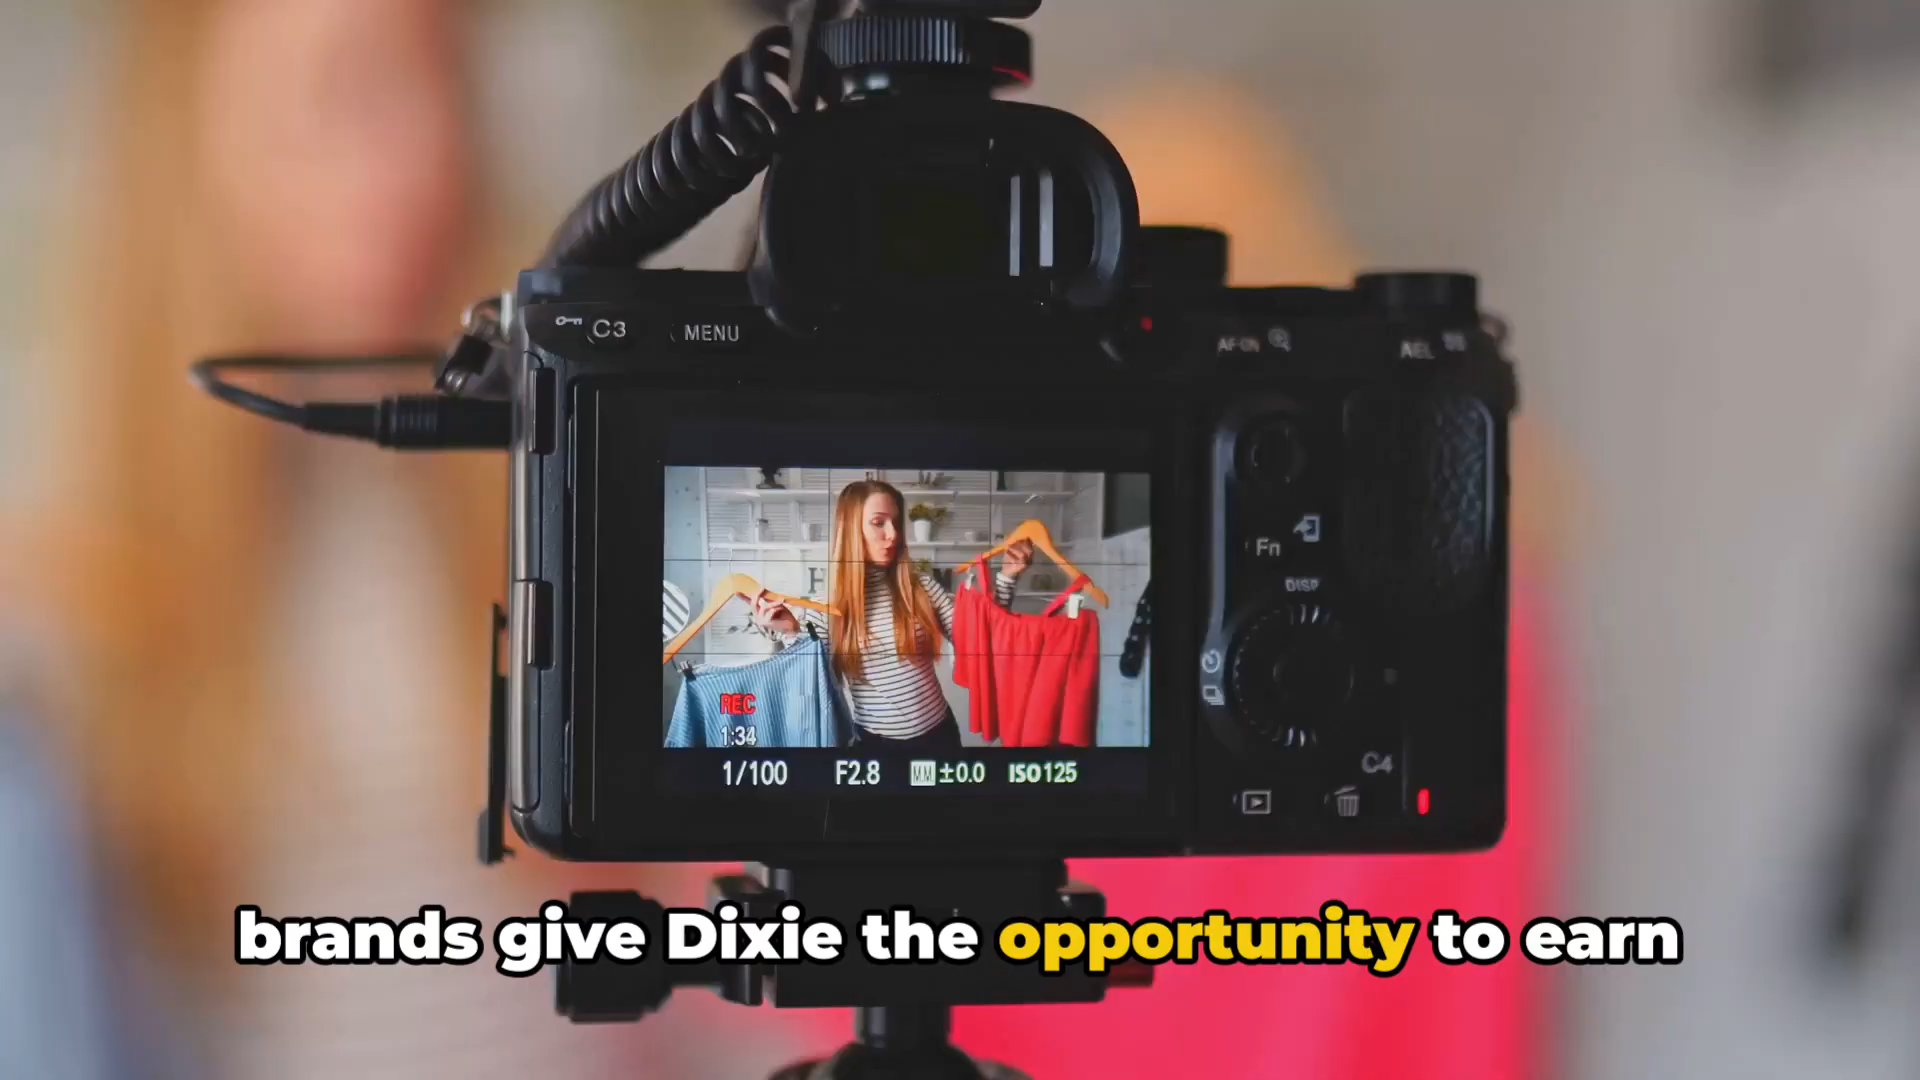 C3
MENU
AF-ON
AEL
Fn
DISP
H M
REC
1:34
1/100 F2.8 ±0.0 ISO125
C4
brands give Dixie the opportunity to earn